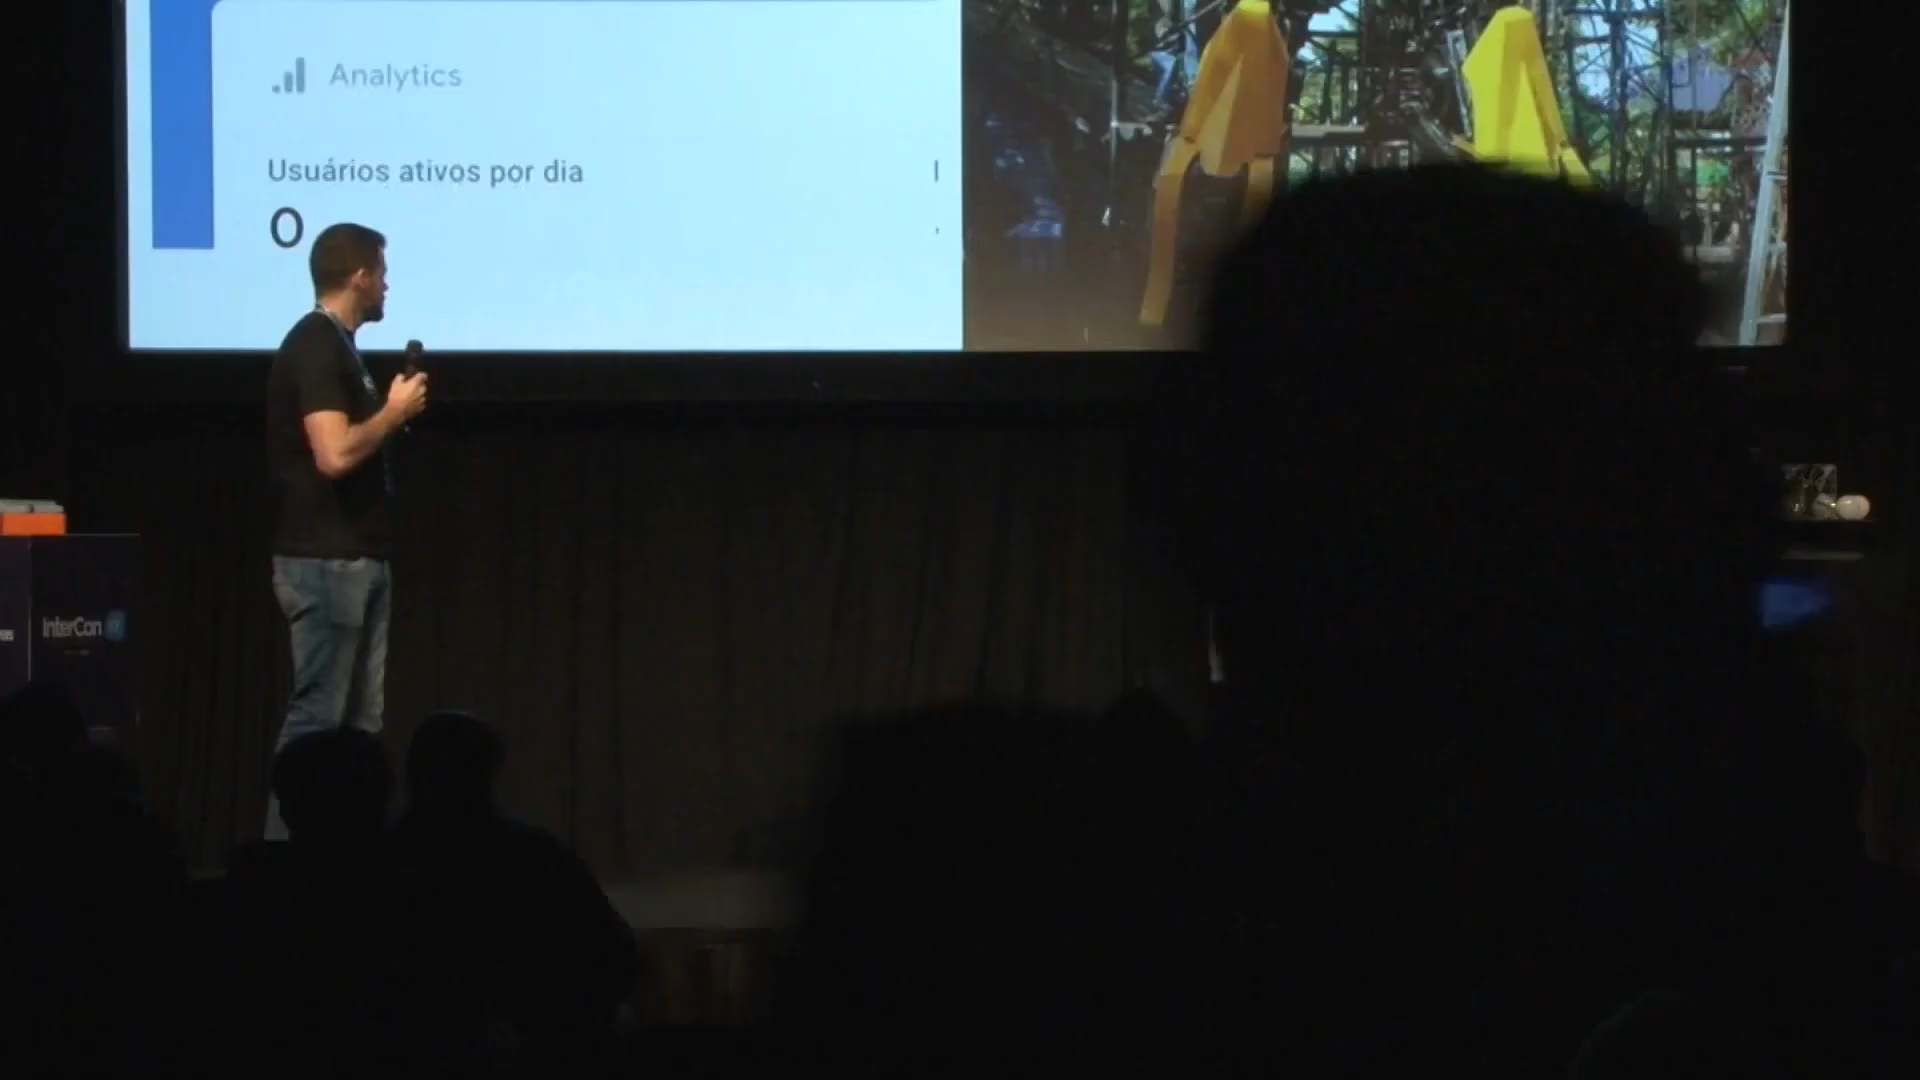 Analytics
Usuários ativos por dia
0
InterCon